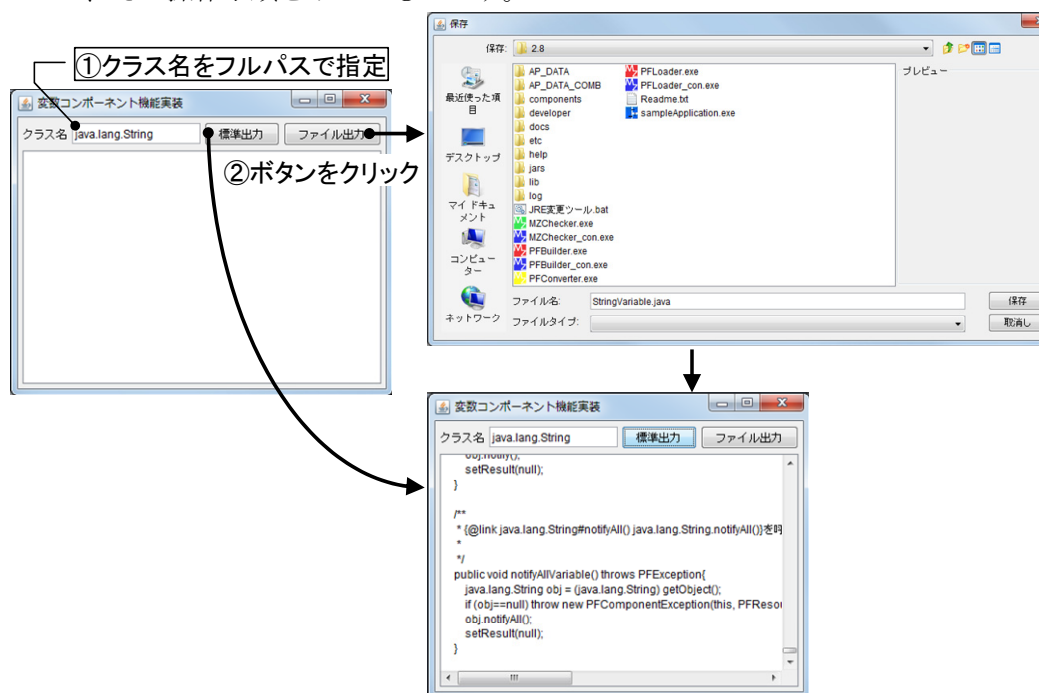 ①クラス名をフルパスで指定
変数コンポーネント機能実装
クラス名 java.lang.String 標準出力 ファイル出力
②ボタンをクリック
保存
保存: 2.8
最近使った項目
デスクトップ
マイ ドキュメント
コンピューター
ネットワーク
AP_DATA
AP_DATA_COMB
components
developer
docs
etc
help
jars
lib
log
JRE変更ツール.bat
MZChecker.exe
MZChecker_con.exe
PFBuilder.exe
PFBuilder_con.exe
PFConverter.exe
PFLoader.exe
PFLoader_con.exe
Readme.txt
sampleApplication.exe
プレビュー
ファイル名: StringVariable.java 保存
ファイルタイプ: 取消し
変数コンポーネント機能実装
クラス名 java.lang.String 標準出力 ファイル出力
obj.notify();
setResult(null);
}
/**
* {@link java.lang.String#notifyAll() java.lang.String.notifyAll()}を呼
*
*/
public void notifyAllVariable() throws PFException{
java.lang.String obj = (java.lang.String) getObject();
if (obj==null) throw new PFComponentException(this, PFResou
obj.notifyAll();
setResult(null);
}